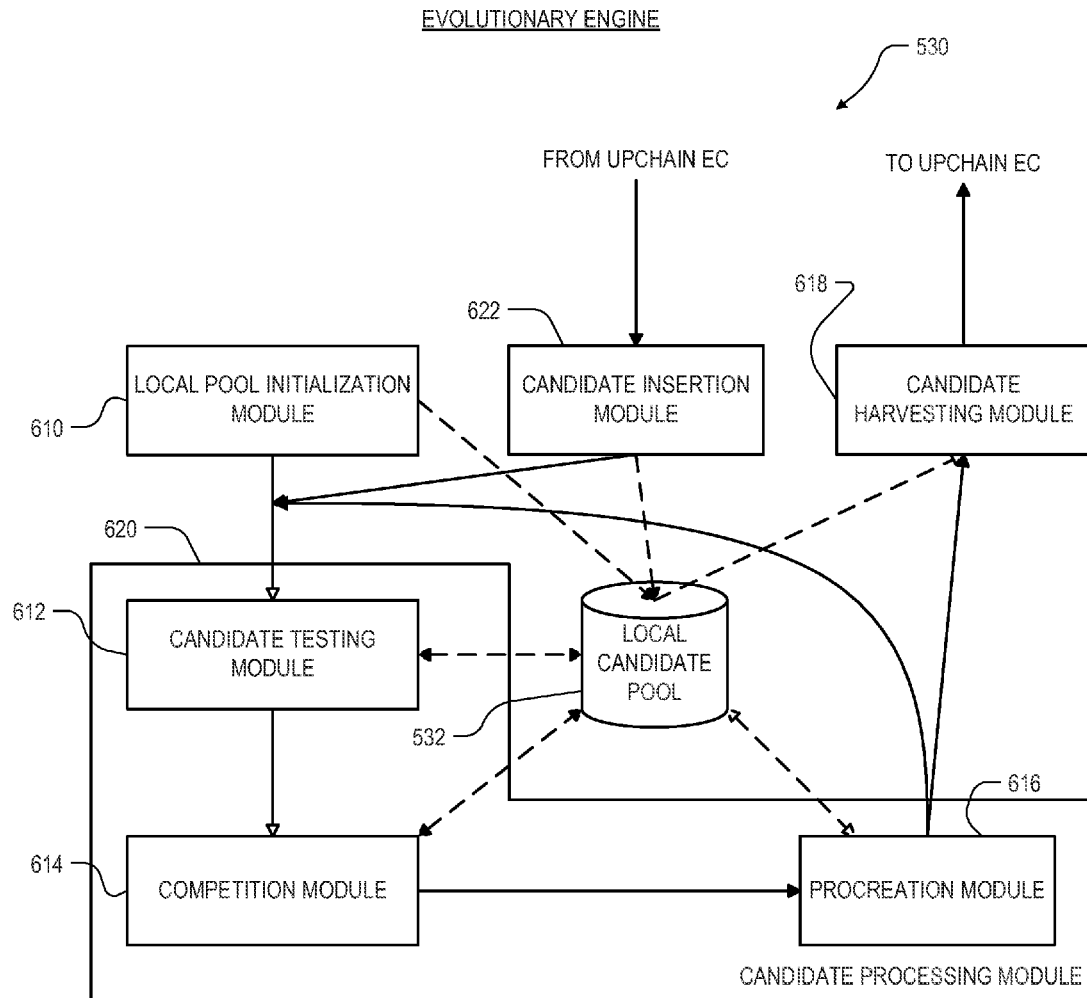 EVOLUTIONARY ENGINE
530
FROM UPCHAIN EC
TO UPCHAIN EC
622
618
LOCAL POOL INITIALIZATION
MODULE
610
CANDIDATE INSERTION
MODULE
CANDIDATE
HARVESTING MODULE
620
612
CANDIDATE TESTING
MODULE
LOCAL
CANDIDATE
POOL
532
616
614
COMPETITION MODULE
PROCREATION MODULE
CANDIDATE PROCESSING MODULE